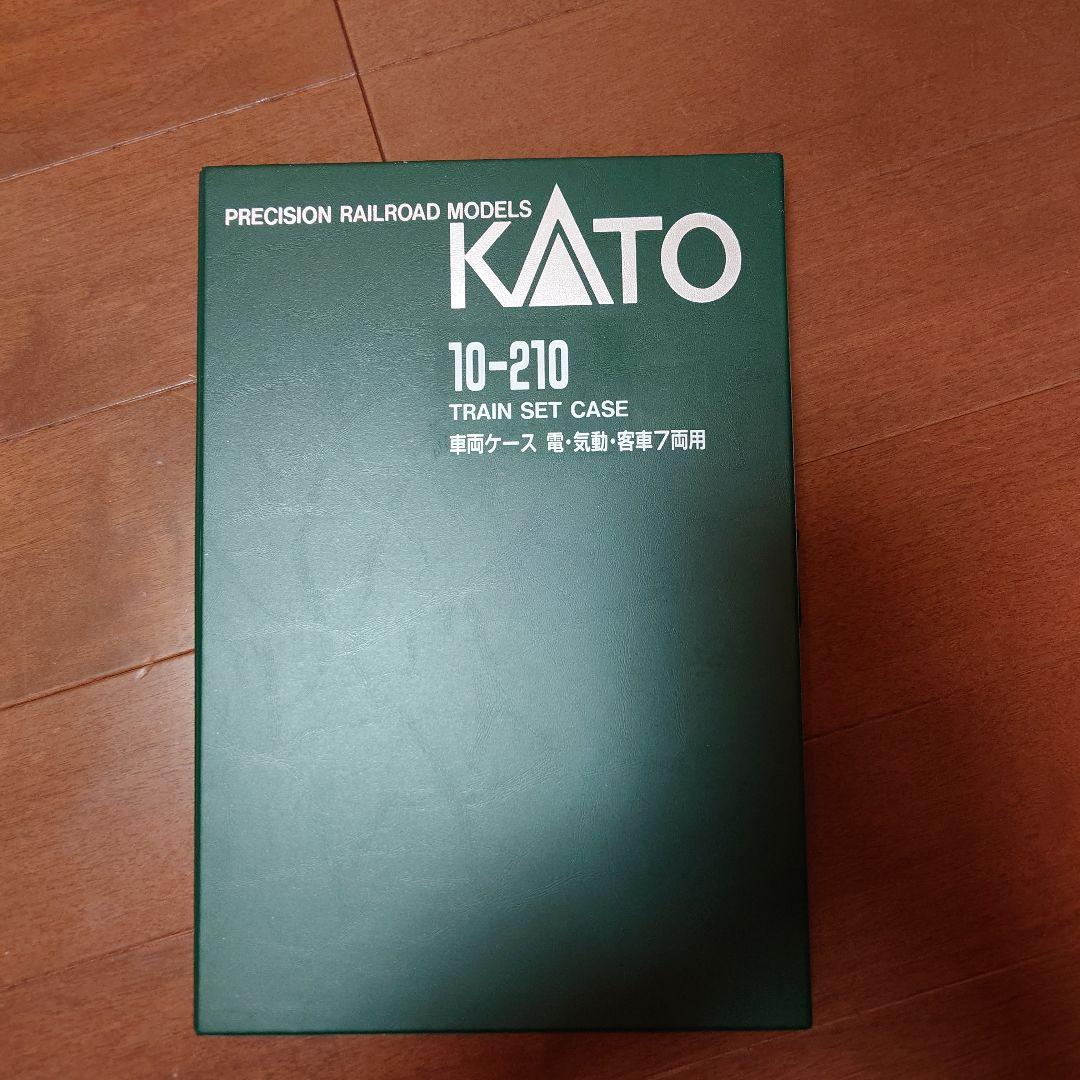 PRECISION RAILROAD MODELS
KATO
10-210
TRAIN SET CASE
車両ケース 電・気動・客車7両用